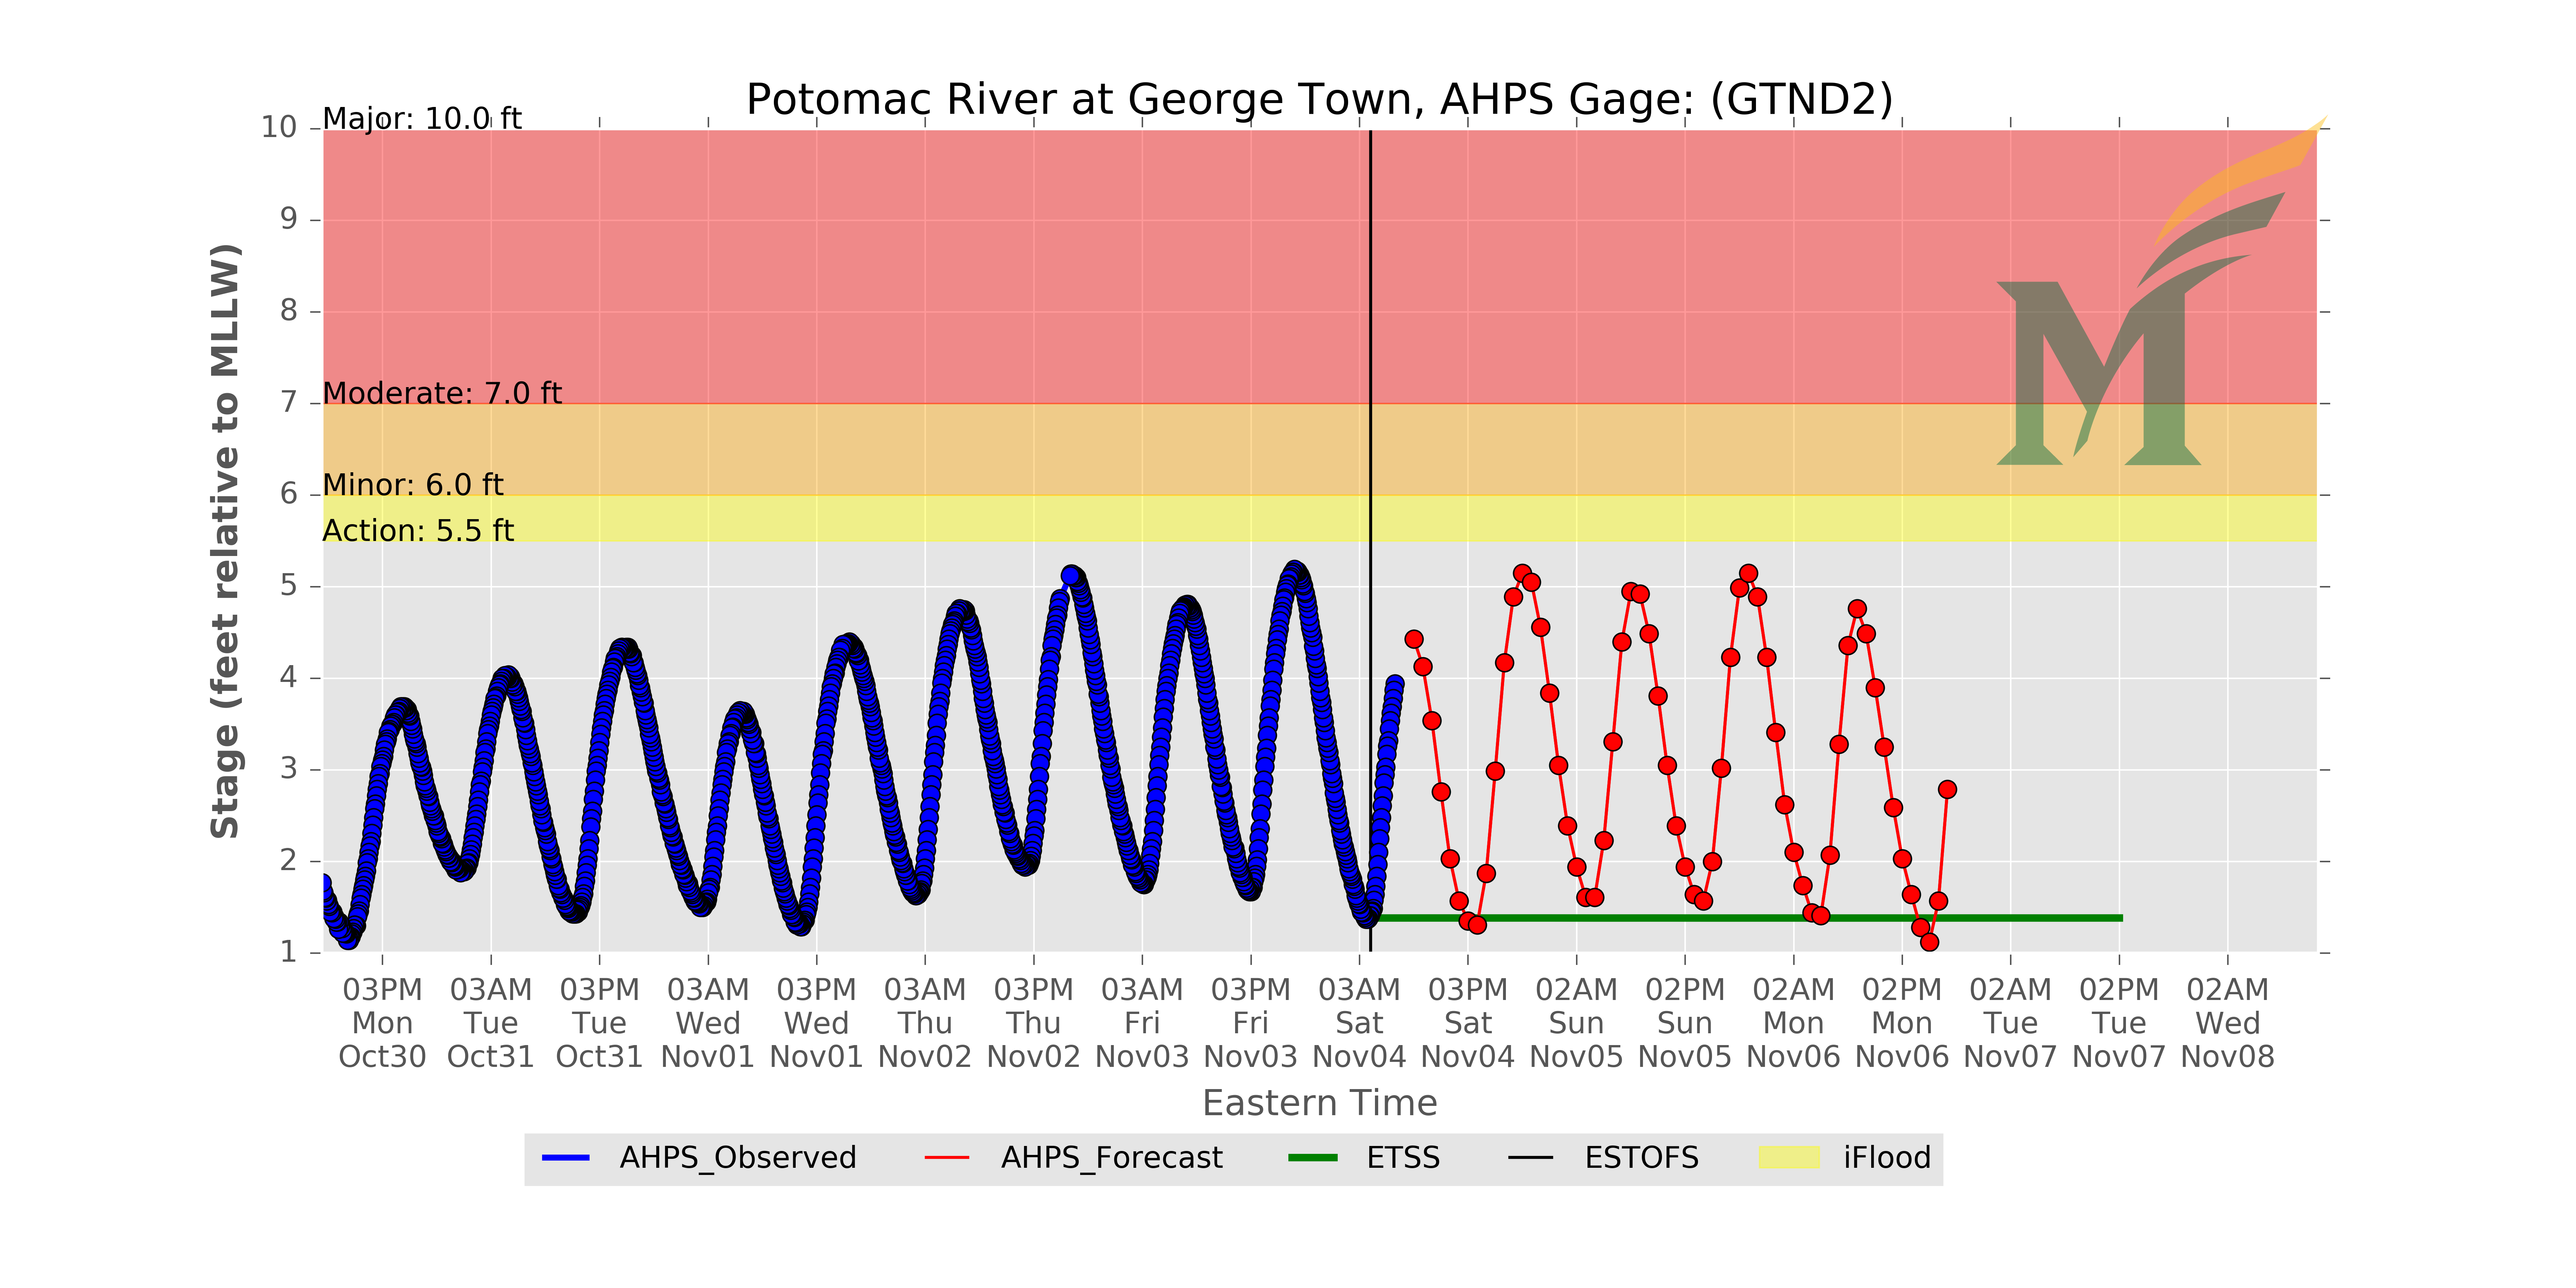 Potomac River at George Town, AHPS Gage: (GTND2)
Major: 10.0 ft
Moderate: 7.0 ft
Minor: 6.0 ft
Action: 5.5 ft
10
9
8
7
6
5
4
3
2
1
Stage (feet relative to MLLW)
03PM 03AM 03PM 03AM 03PM 03AM 03PM 03AM 03PM 03AM 03PM 02AM 02PM 02AM 02PM 02AM 02PM 02AM
Mon Tue Tue Wed Wed Thu Thu Fri Fri Sat Sat Sun Sun Mon Mon Tue Tue Wed
Oct30 Oct31 Oct31 Nov01 Nov01 Nov02 Nov02 Nov03 Nov03 Nov04 Nov04 Nov05 Nov05 Nov06 Nov06 Nov07 Nov07 Nov08
Eastern Time
AHPS_Observed AHPS_Forecast ETSS ESTOFS iFlood
M